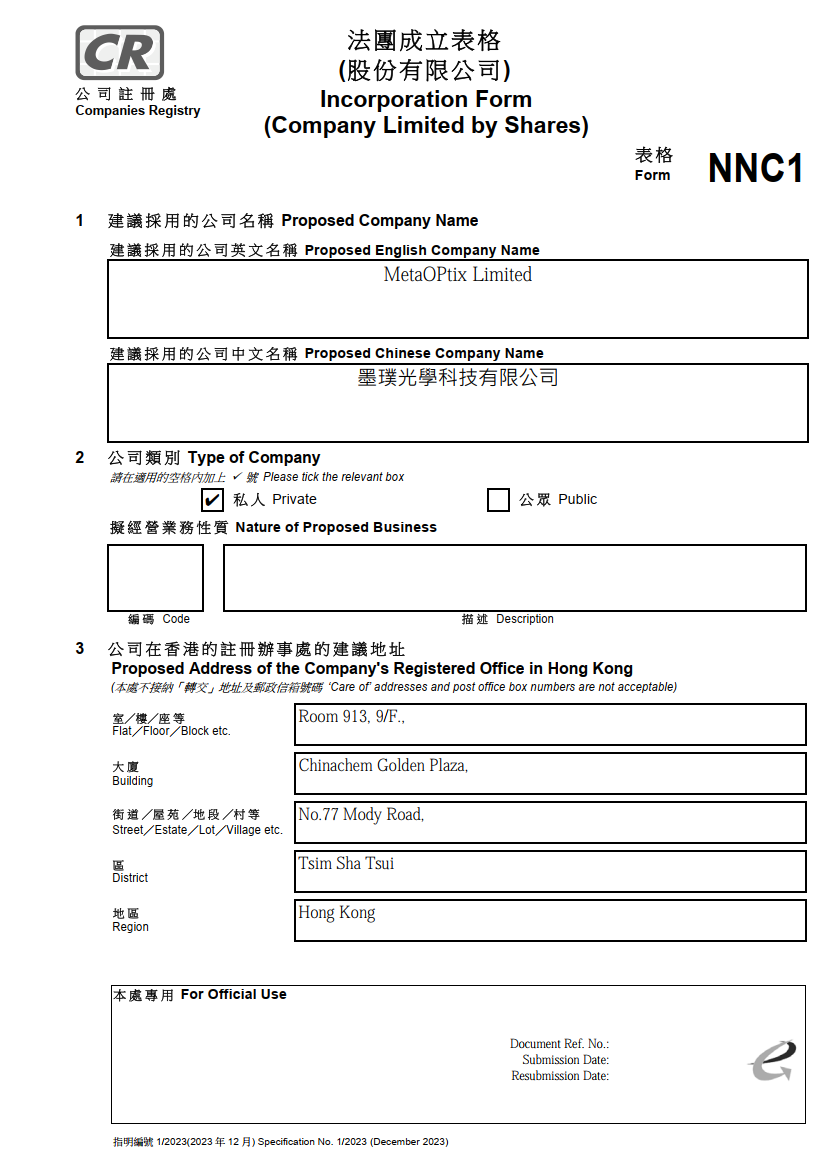 CR
公司註冊處
Companies Registry
法團成立表格
(股份有限公司)
Incorporation Form
(Company Limited by Shares)
表格
Form NNC1
1 建議採用的公司名稱 Proposed Company Name
建議採用的公司英文名稱 Proposed English Company Name
MetaOPtix Limited
建議採用的公司中文名稱 Proposed Chinese Company Name
墨璞光學科技有限公司
2 公司類別 Type of Company
請在適用的空格內加上 ✓ 號 Please tick the relevant box
✔ 私人 Private 公眾 Public
擬經營業務性質 Nature of Proposed Business
編碼 Code 描述 Description
3 公司在香港的註冊辦事處的建議地址
Proposed Address of the Company's Registered Office in Hong Kong
(本處不接納「轉交」地址及郵政信箱號碼 ‘Care of’ addresses and post office box numbers are not acceptable)
室／樓／座等
Flat／Floor／Block etc.
Room 913, 9/F.,
大廈
Building
Chinachem Golden Plaza,
街道／屋苑／地段／村等
Street／Estate／Lot／Village etc.
No.77 Mody Road,
區
District
Tsim Sha Tsui
地區
Region
Hong Kong
本處專用 For Official Use
Document Ref. No.:
Submission Date:
Resubmission Date:
指明編號 1/2023(2023 年 12 月) Specification No. 1/2023 (December 2023)